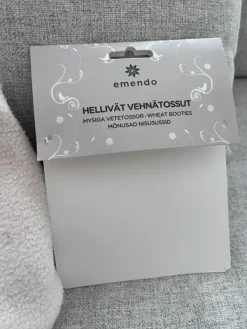 emendo
HELLIVÄT VEHNÄTOSSUT
MYSIGA VETETOSSOR • WHEAT BOOTIES
MÕNUSAD NISUSUSSID